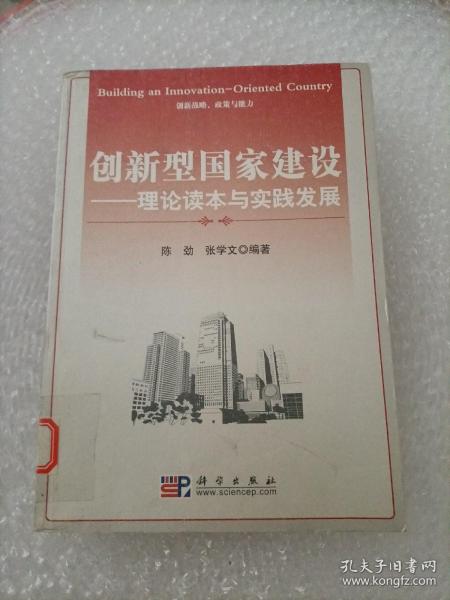 Building an Innovation-Oriented Country
创新战略、政策与能力
创新型国家建设
——理论读本与实践发展
陈 劲 张学文◎编著
SP 科学出版社
www.sciencep.com
孔夫子旧书网
www.kongfz.com